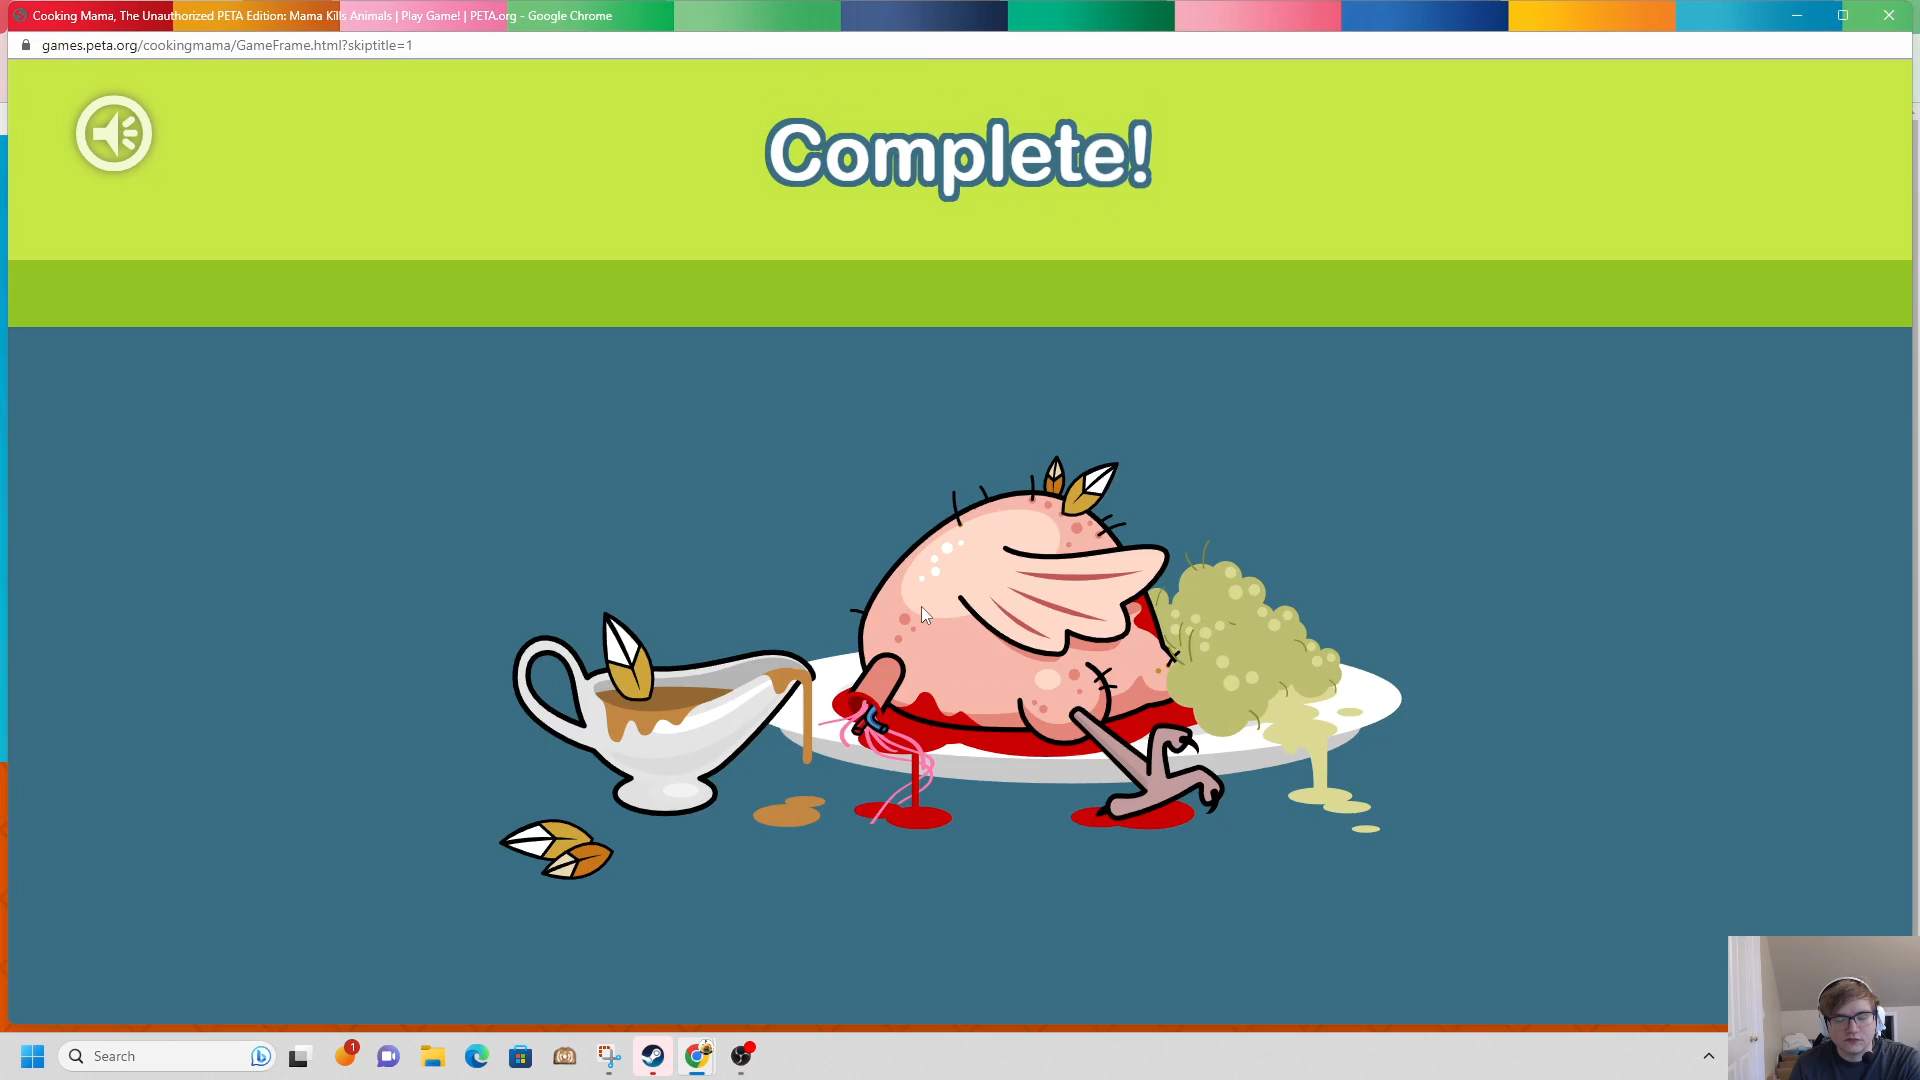 Cooking Mama, The Unauthorized PETA Edition: Mama Kills Animals | Play Game! | PETA.org - Google Chrome
games.peta.org/cookingmama/GameFrame.html?skiptitle=1
Complete!
1
Search